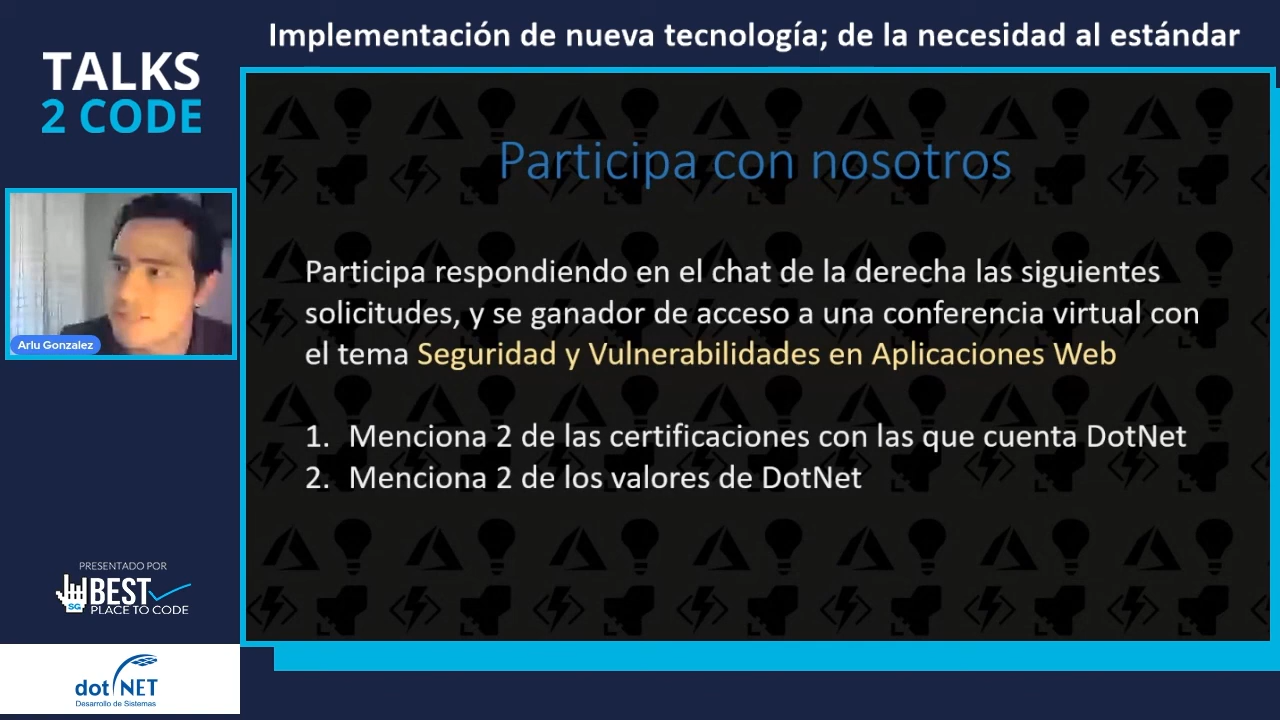 Implementación de nueva tecnología; de la necesidad al estándar
TALKS
2 CODE
Participa con nosotros
Participa respondiendo en el chat de la derecha las siguientes
solicitudes, y se ganador de acceso a una conferencia virtual con
el tema Seguridad y Vulnerabilidades en Aplicaciones Web
1. Menciona 2 de las certificaciones con las que cuenta DotNet
2. Menciona 2 de los valores de DotNet
Arlu Gonzalez
PRESENTADO POR
SG
BEST
PLACE TO CODE
dot NET
Desarrollo de Sistemas